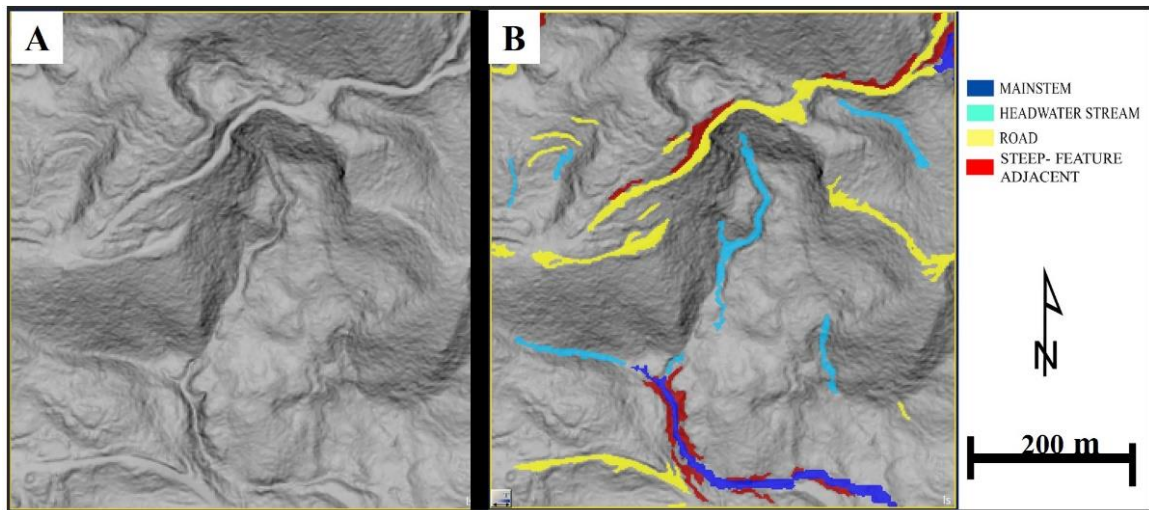 A
B
MAINSTEM
HEADWATER STREAM
ROAD
STEEP- FEATURE
ADJACENT
N
200 m